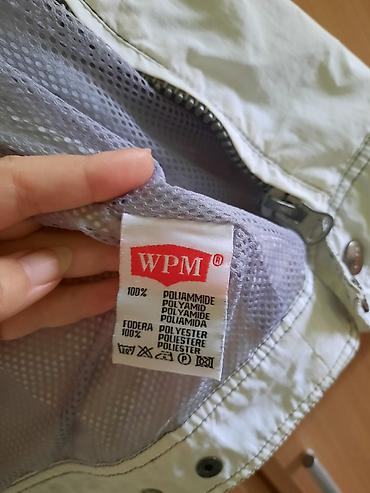 WPM®
100% POLIAMMIDE
POLYAMID
POLYAMIDE
POLIAMIDA
FODERA POLYESTER
100% POLIESTERE
POLIESTER
P